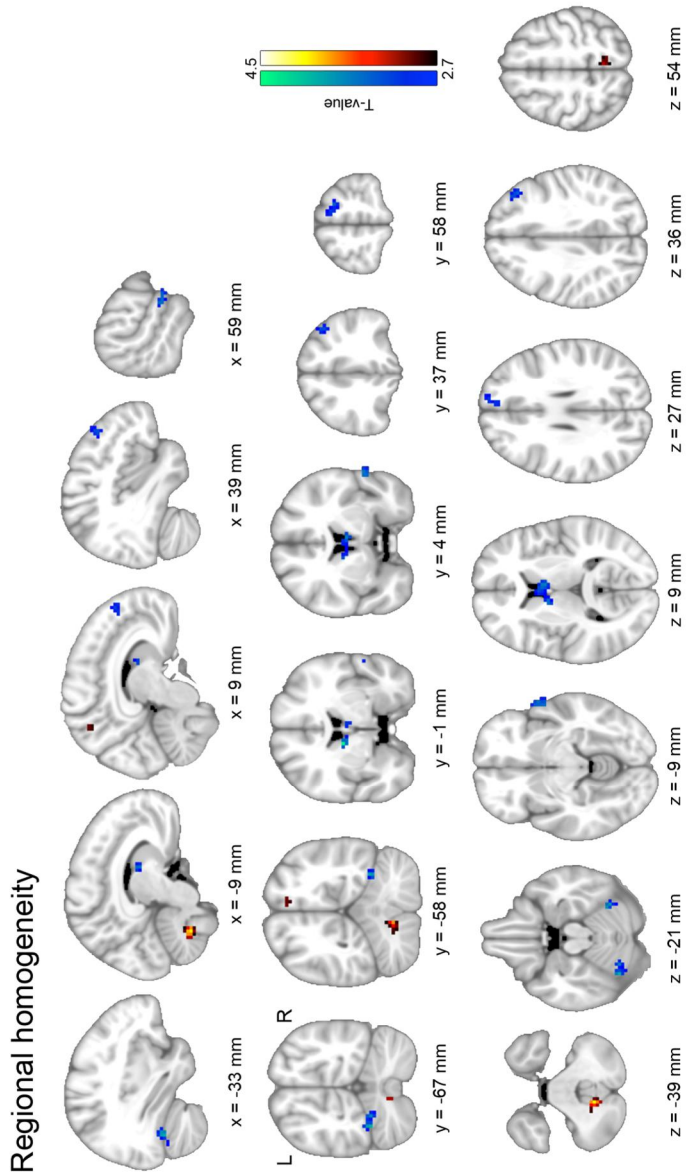 Regional homogeneity
x = -33 mm
x = -9 mm
x = 9 mm
x = 39 mm
x = 59 mm
L
R
y = -67 mm
y = -58 mm
y = -1 mm
y = 4 mm
y = 37 mm
y = 58 mm
4.5
T-value
2.7
z = -39 mm
z = -21 mm
z = -9 mm
z = 9 mm
z = 27 mm
z = 36 mm
z = 54 mm